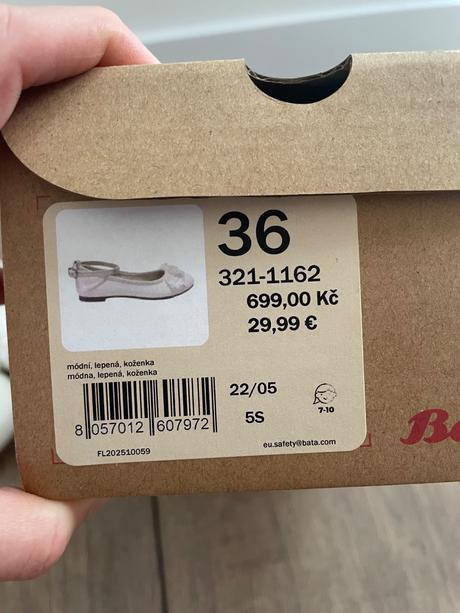 36
321-1162
699,00 Kč
29,99 €
módní, lepená, koženka
módna, lepená, koženka
22/05
7-10
5S
8 057012 607972
eu.safety@bata.com
FL202510059